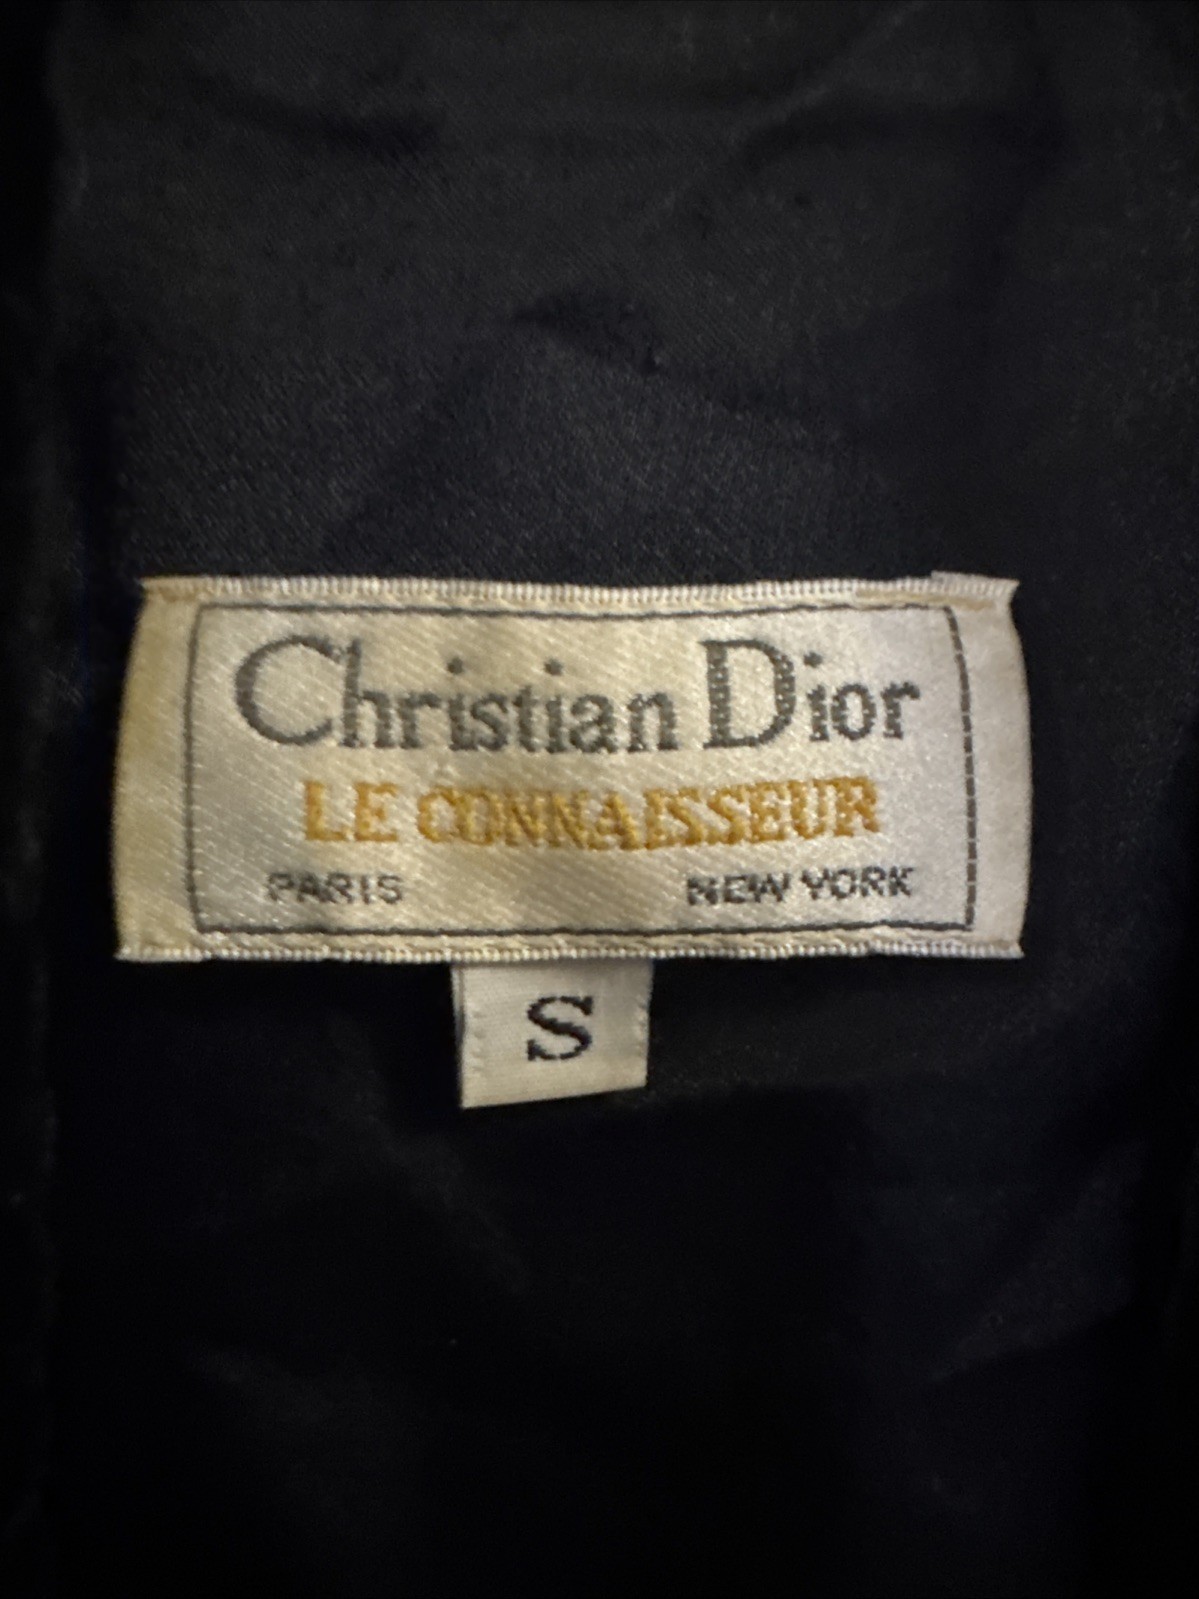 Christian Dior
LE CONNAISSEUR
PARIS NEW YORK
S